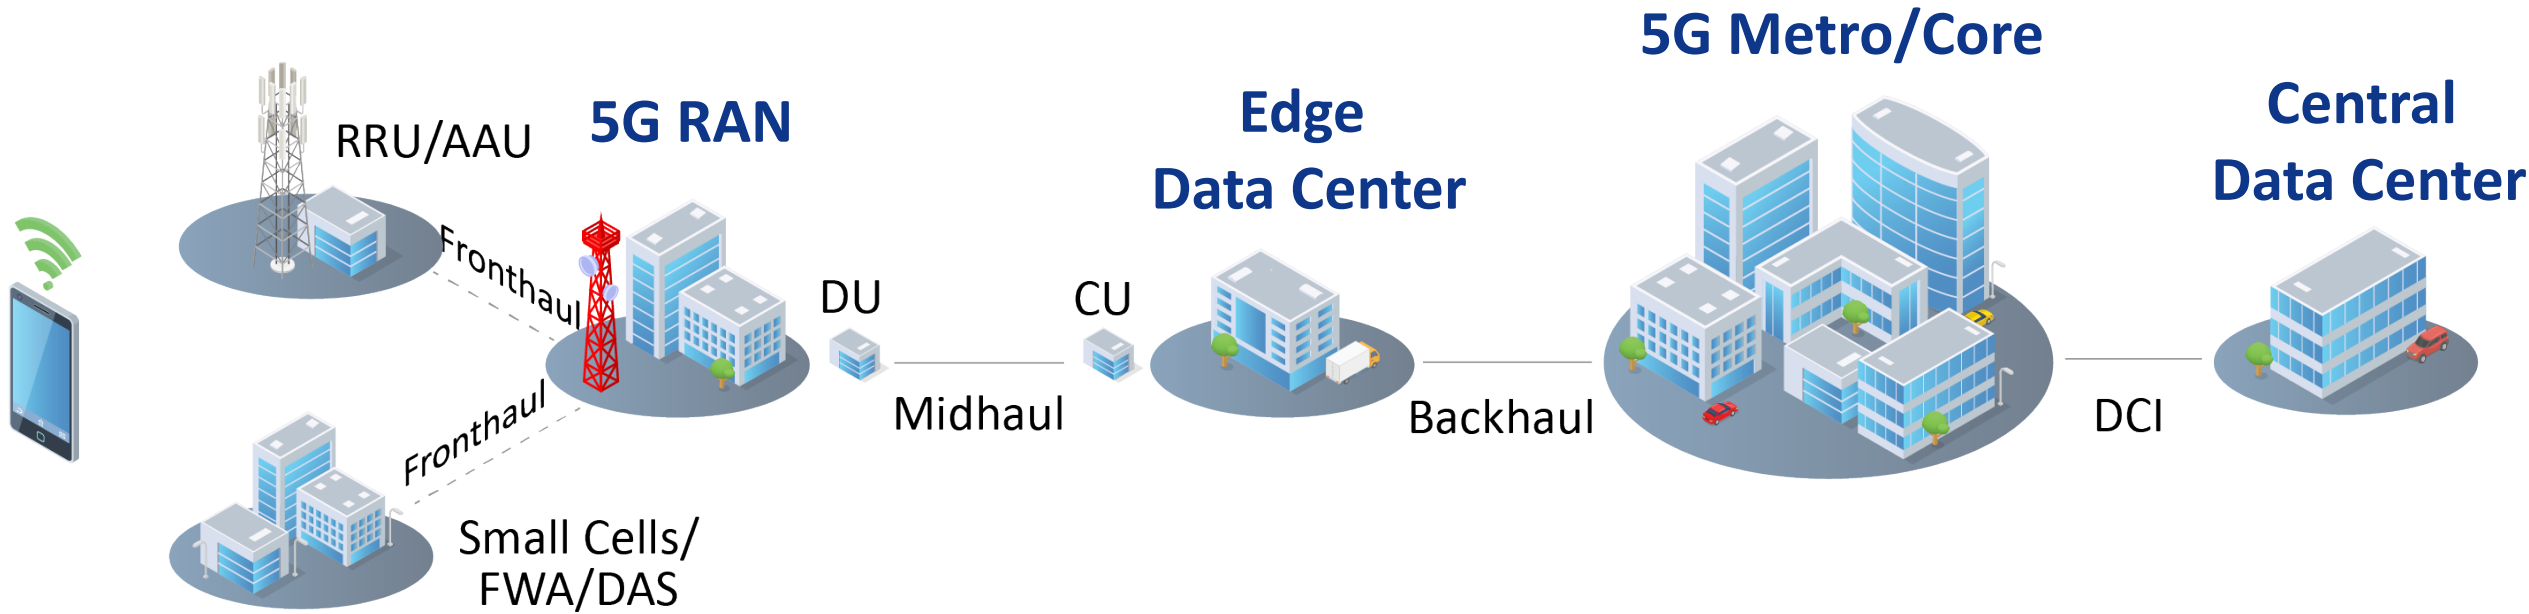 RRU/AAU
Fronthaul
Fronthaul
Small Cells/
FWA/DAS
5G RAN
DU
Midhaul
CU
Edge
Data Center
Backhaul
5G Metro/Core
DCI
Central
Data Center